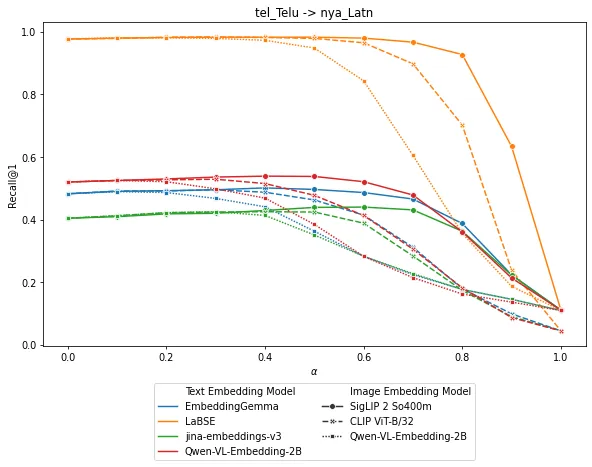 tel_Telu -> nya_Latn
Recall@1
1.0
0.8
0.6
0.4
0.2
0.0
0.0 0.2 0.4 0.6 0.8 1.0
α
Text Embedding Model Image Embedding Model
EmbeddingGemma SigLIP 2 So400m
LaBSE CLIP ViT-B/32
jina-embeddings-v3 Qwen-VL-Embedding-2B
Qwen-VL-Embedding-2B